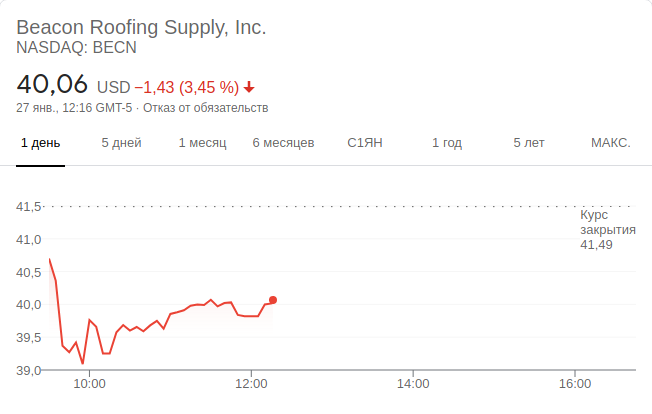 Beacon Roofing Supply, Inc.
NASDAQ: BECN
40,06 USD −1,43 (3,45 %)
27 янв., 12:16 GMT-5 · Отказ от обязательств
1 день 5 дней 1 месяц 6 месяцев С1ЯН 1 год 5 лет МАКС.
41,5
Курс
закрытия
41,49
41,0
40,5
40,0
39,5
39,0
10:00 12:00 14:00 16:00